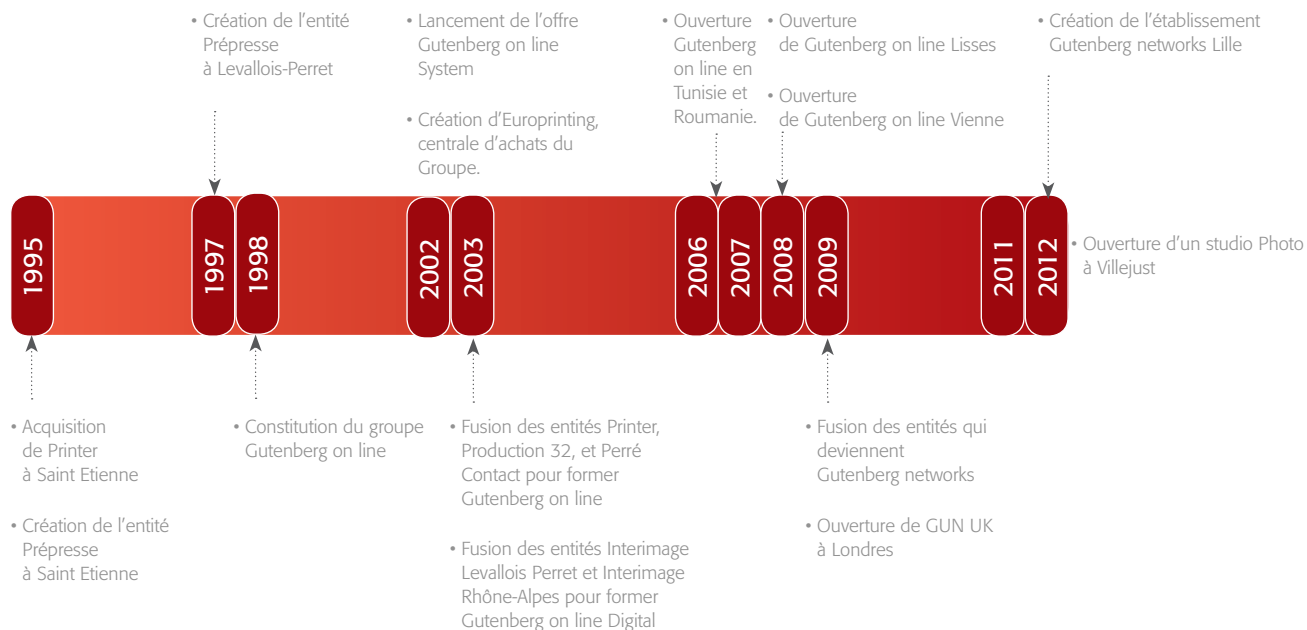 • Création de l'entité
Prépresse
à Levallois-Perret
• Lancement de l'offre
Gutenberg on line
System
• Création d'Europrinting,
centrale d'achats du
Groupe.
• Ouverture
Gutenberg
on line en
Tunisie et
Roumanie.
• Ouverture
de Gutenberg on line Lisses
• Ouverture
de Gutenberg on line Vienne
• Création de l'établissement
Gutenberg networks Lille
1995
1997
1998
2002
2003
2006
2007
2008
2009
2011
2012
• Ouverture d'un studio Photo
à Villejust
• Acquisition
de Printer
à Saint Etienne
• Création de l'entité
Prépresse
à Saint Etienne
• Constitution du groupe
Gutenberg on line
• Fusion des entités Printer,
Production 32, et Perré
Contact pour former
Gutenberg on line
• Fusion des entités Interimage
Levallois Perret et Interimage
Rhône-Alpes pour former
Gutenberg on line Digital
• Fusion des entités qui
deviennent
Gutenberg networks
• Ouverture de GUN UK
à Londres